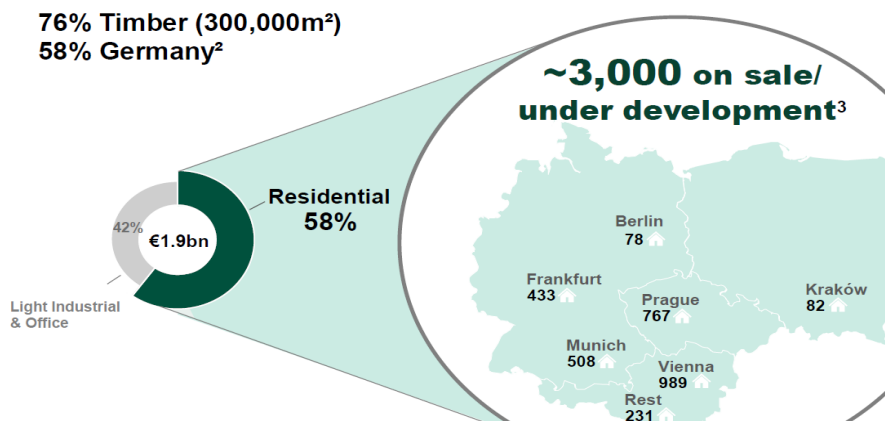 76% Timber (300,000m²)
58% Germany²
~3,000 on sale/
under development³
Residential
58%
42%
€1.9bn
Light Industrial
& Office
Berlin
78
Frankfurt
433
Prague
767
Kraków
82
Munich
508
Vienna
989
Rest
231